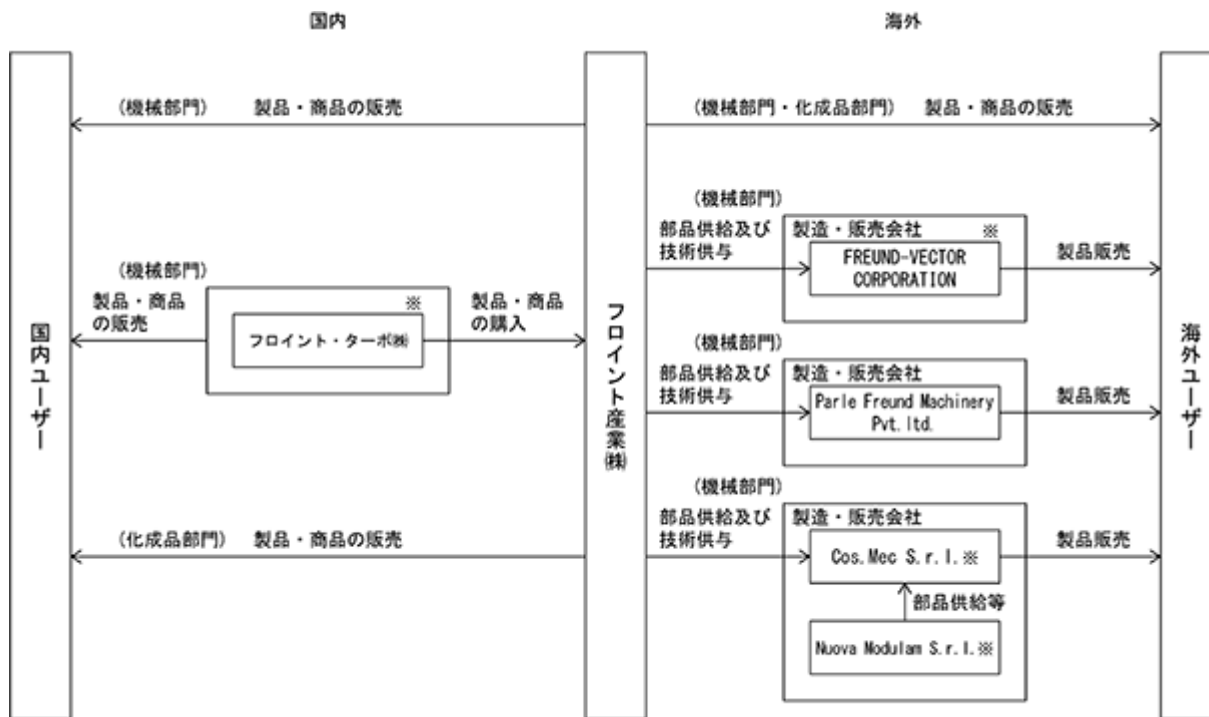 国内
海外
(機械部門) 製品・商品の販売
(機械部門・化成品部門) 製品・商品の販売
(機械部門)
部品供給及び
技術供与
製造・販売会社 ※
FREUND-VECTOR
CORPORATION
製品販売
(機械部門)
製品・商品
の販売
※
フロイント・ターボ㈱
製品・商品
の購入
国内ユーザー
フロイント産業㈱
海外ユーザー
(機械部門)
部品供給及び
技術供与
製造・販売会社
Parle Freund Machinery
Pvt.ltd.
製品販売
(機械部門)
(化成品部門) 製品・商品の販売
部品供給及び
技術供与
製造・販売会社
Cos.Mec S.r.l.※
製品販売
部品供給等
Nuova Modulam S.r.l.※